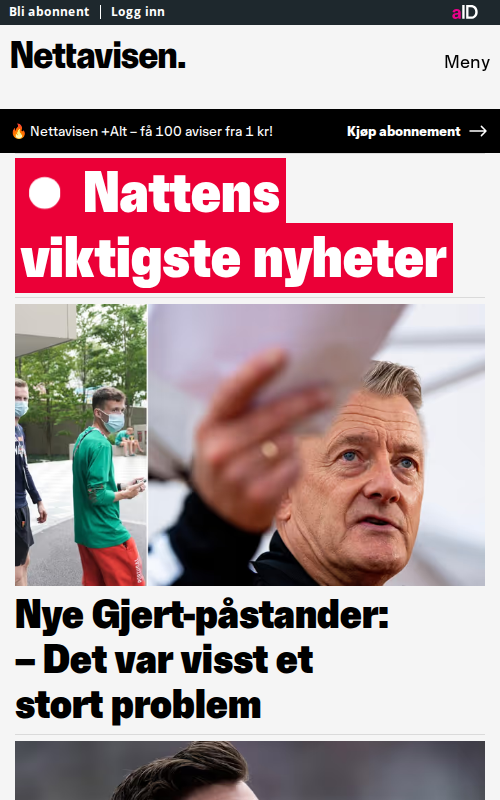 Bli abonnent | Logg inn
aID
Nettavisen.
Meny
🔥 Nettavisen +Alt – få 100 aviser fra 1 kr!
Kjøp abonnement →
Nattens
viktigste nyheter
Nye Gjert-påstander:
– Det var visst et
stort problem